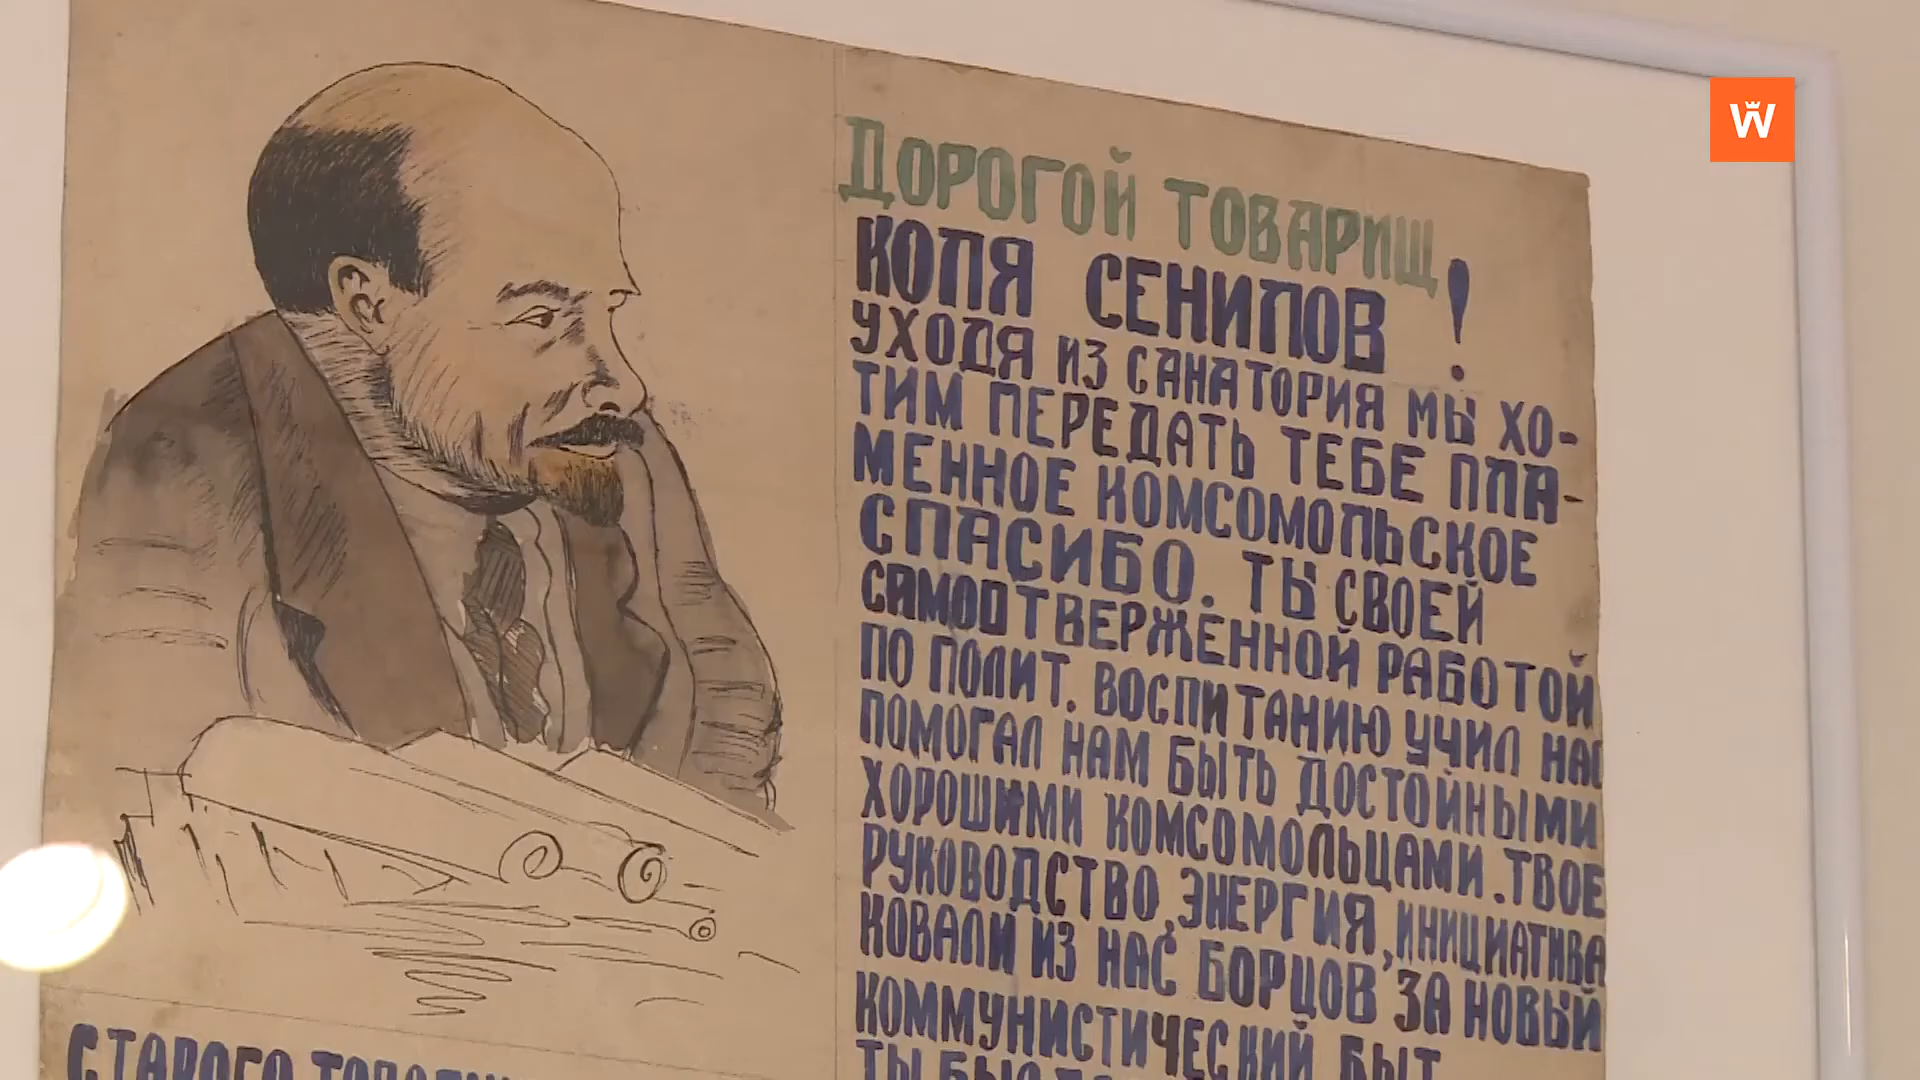 W
ДОРОГОЙ ТОВАРИЩ
КОЛЯ СЕНИЛОВ!
УХОДЯ ИЗ САНАТОРИЯ МЫ ХО-
ТИМ ПЕРЕДАТЬ ТЕБЕ ПЛА-
МЕННОЕ КОМСОМОЛЬСКОЕ
СПАСИБО. ТЫ СВОЕЙ
САМООТВЕРЖЕННОЙ РАБОТОЙ
ПО ПОЛИТ. ВОСПИТАНИЮ УЧИЛ НАС
ПОМОГАЛ НАМ БЫТЬ ДОСТОЙНЫМИ
ХОРОШИМИ КОМСОМОЛЬЦАМИ. ТВОЕ
РУКОВОДСТВО, ЭНЕРГИЯ, ИНИЦИАТИВА
КОВАЛИ ИЗ НАС БОРЦОВ ЗА НОВЫЙ
КОММУНИСТИЧЕСКИЙ БЫТ
ТЫ
СТАРОГО